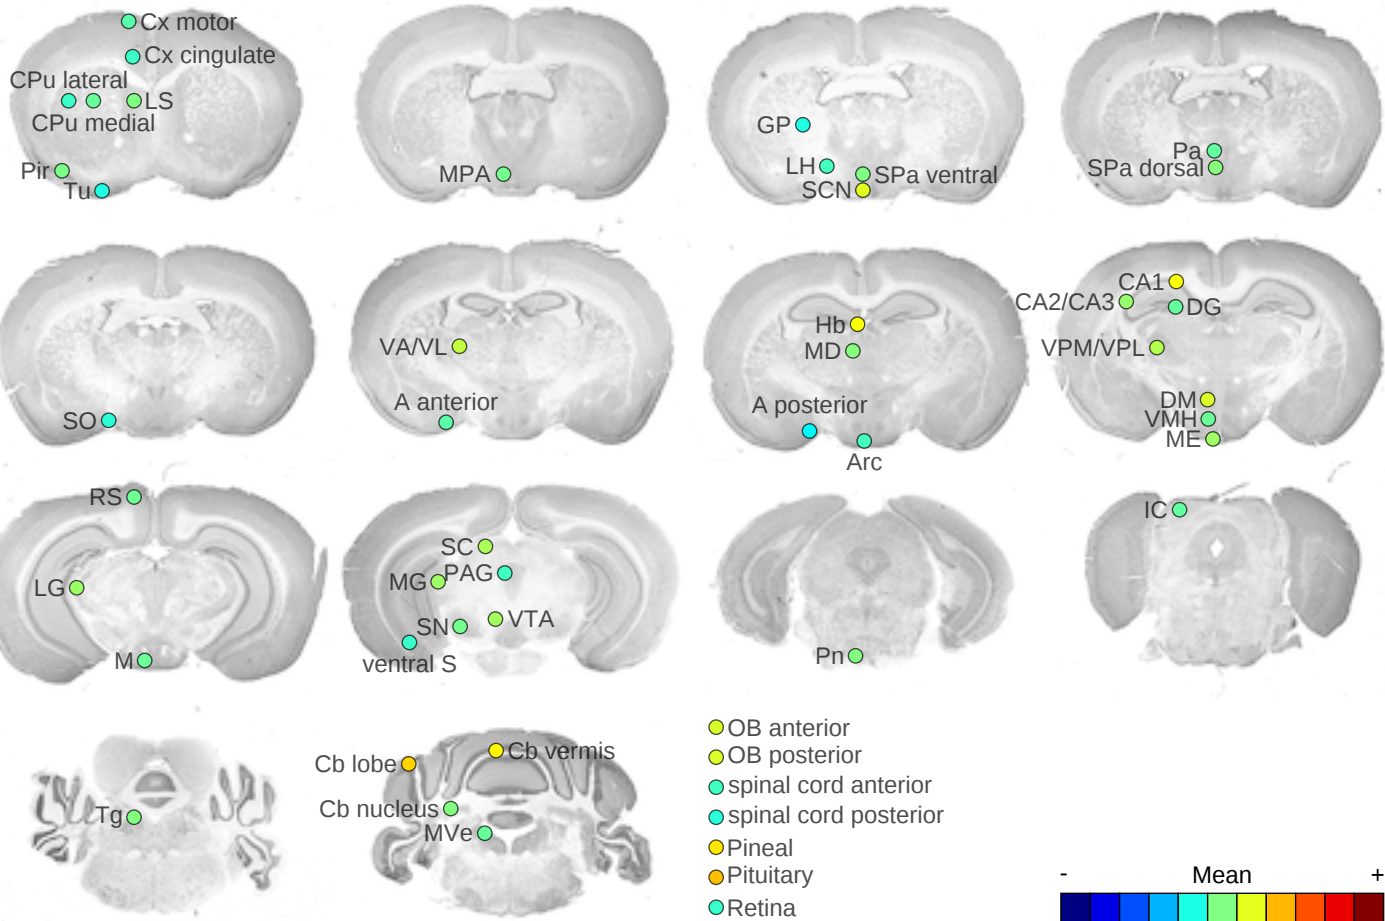 Cx motor
Cx cingulate
CPu lateral
LS
CPu medial
Pir
Tu
MPA
GP
LH
SPa ventral
SCN
Pa
SPa dorsal
SO
VA/VL
A anterior
Hb
MD
A posterior
Arc
CA1
CA2/CA3
DG
VPM/VPL
DM
VMH
ME
RS
LG
M
SC
PAG
MG
VTA
SN
ventral S
Pn
IC
Tg
Cb vermis
Cb lobe
Cb nucleus
MVe
OB anterior
OB posterior
spinal cord anterior
spinal cord posterior
Pineal
Pituitary
Retina
- Mean +